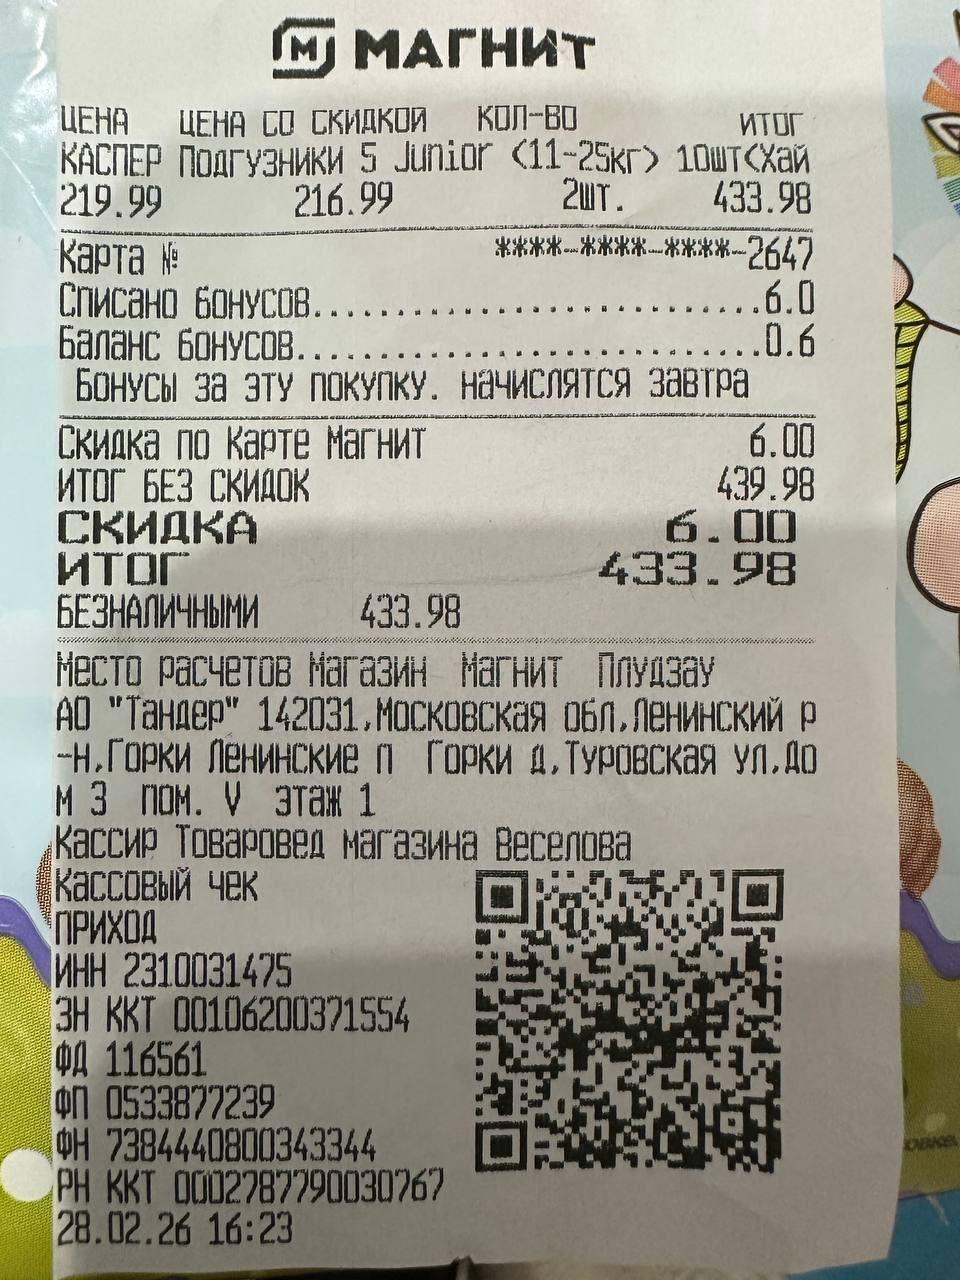 МАГНИТ
ЦЕНА ЦЕНА СО СКИДКОЙ КОЛ-ВО ИТОГ
КАСПЕР Подгузники 5 Junior (11-25кг) 10шт(Хай
219.99 216.99 2шт. 433.98
Карта № ****-****-****-2647
Списано бонусов..........................6.0
Баланс бонусов...........................0.6
Бонусы за эту покупку. начислятся завтра
Скидка по Карте Магнит 6.00
ИТОГ БЕЗ СКИДОК 439.98
СКИДКА 6.00
ИТОГ 433.98
БЕЗНАЛИЧНЫМИ 433.98
Место расчетов Магазин Магнит Плудзау
АО "Тандер" 142031,Московская обл,Ленинский р
-н,Горки Ленинские п Горки д,Туровская ул,До
м 3 пом. V этаж 1
Кассир Товаровед магазина Веселова
Кассовый чек
ПРИХОД
ИНН 2310031475
ЗН ККТ 00106200371554
ФД 116561
ФП 0533877239
ФН 7384440800343344
РН ККТ 0002787790030767
28.02.26 16:23